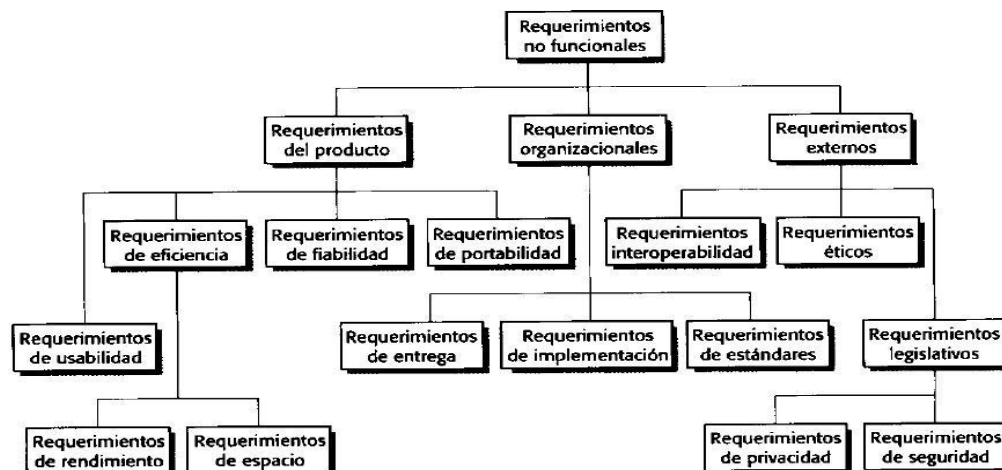 Requerimientos
no funcionales
Requerimientos
del producto
Requerimientos
organizacionales
Requerimientos
externos
Requerimientos
de eficiencia
Requerimientos
de fiabilidad
Requerimientos
de portabilidad
Requerimientos
interoperabilidad
Requerimientos
éticos
Requerimientos
de usabilidad
Requerimientos
de entrega
Requerimientos
de implementación
Requerimientos
de estándares
Requerimientos
legislativos
Requerimientos
de rendimiento
Requerimientos
de espacio
Requerimientos
de privacidad
Requerimientos
de seguridad